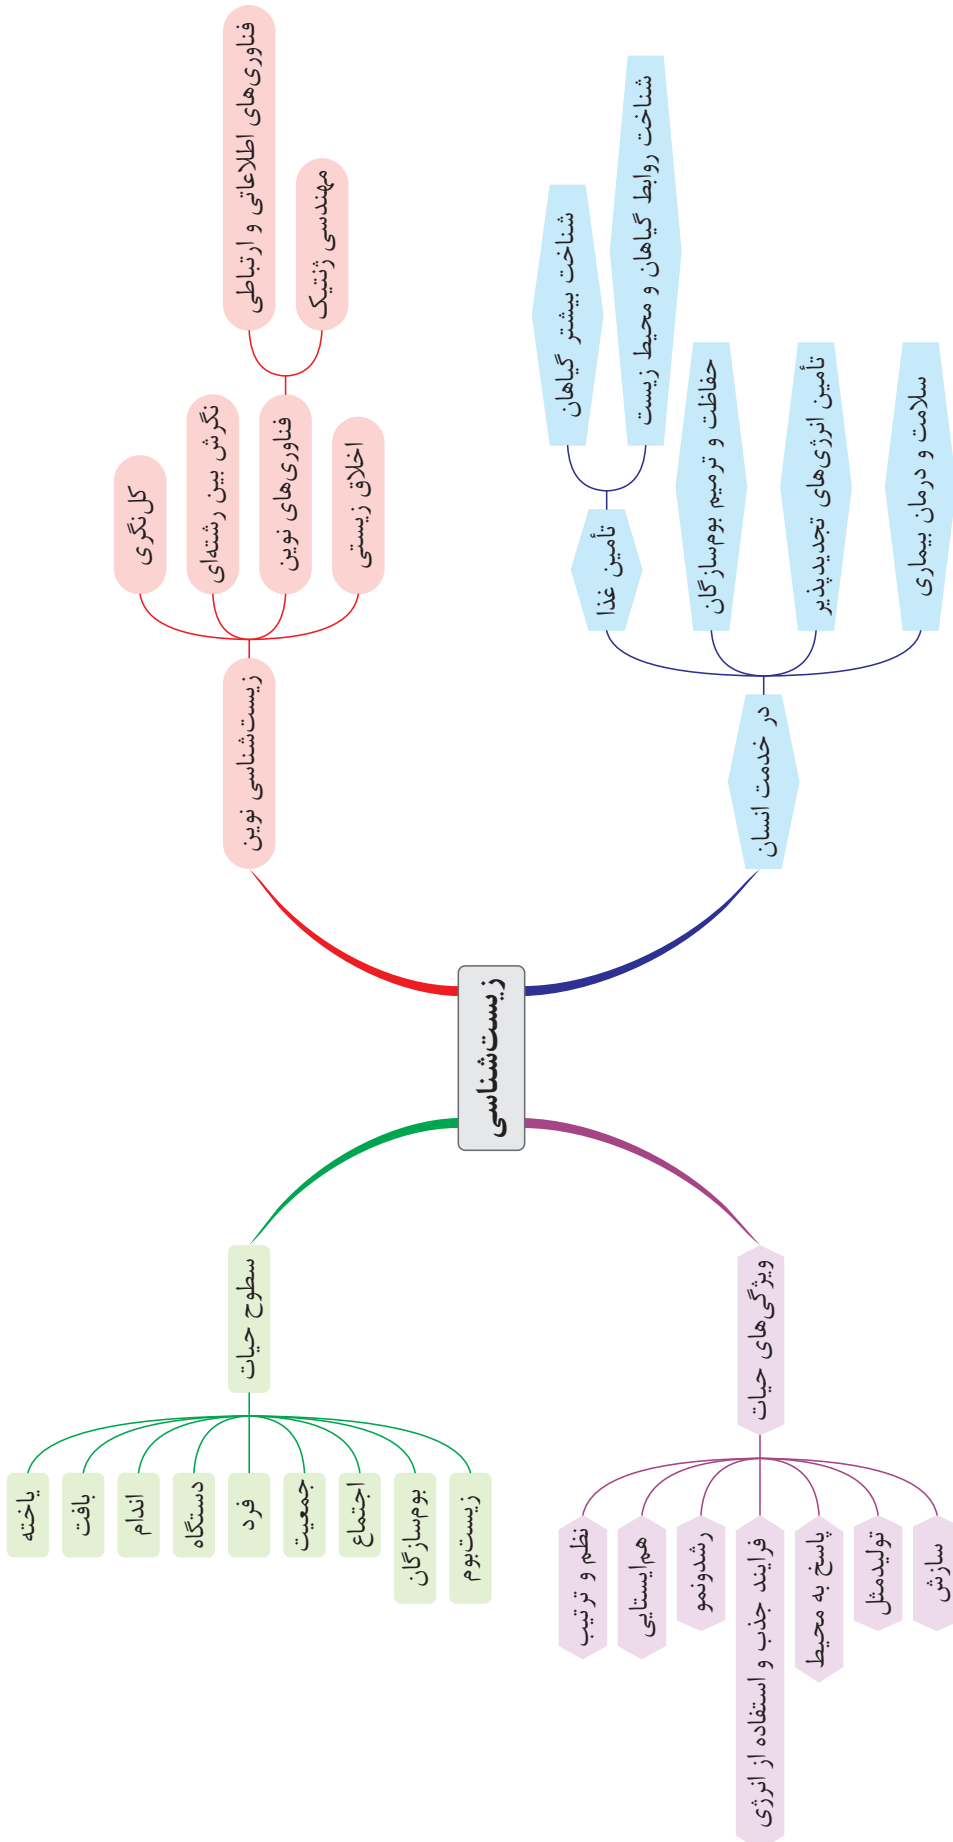 زیست‌شناسی
زیست‌شناسی نوین
کل‌نگری
نگرش بین رشته‌ای
فناوری‌های نوین
فناوری‌های اطلاعاتی و ارتباطی
مهندسی ژنتیک
اخلاق زیستی
در خدمت انسان
تأمین غذا
شناخت بیشتر گیاهان
شناخت روابط گیاهان و محیط زیست
حفاظت و ترمیم بوم‌سازگان
تأمین انرژی‌های تجدیدپذیر
سلامت و درمان بیماری
سطوح حیات
یاخته
بافت
اندام
دستگاه
فرد
جمعیت
اجتماع
بوم‌سازگان
زیست‌بوم
ویژگی‌های حیات
نظم و ترتیب
هم‌ایستایی
رشدونمو
فرایند جذب و استفاده از انرژی
پاسخ به محیط
تولیدمثل
سازش